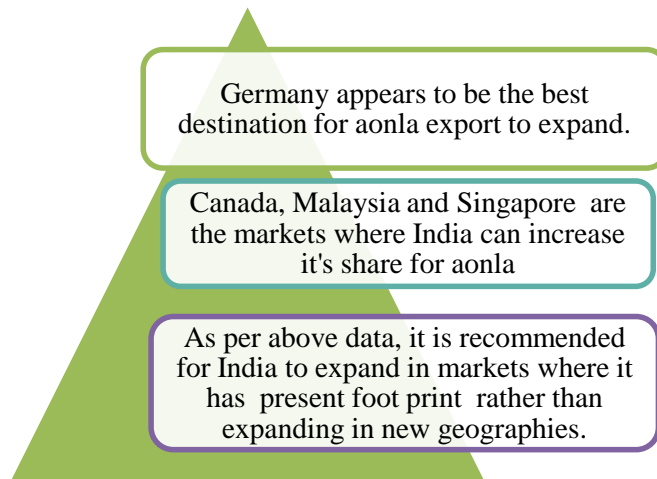 Germany appears to be the best
destination for aonla export to expand.
Canada, Malaysia and Singapore are
the markets where India can increase
it's share for aonla
As per above data, it is recommended
for India to expand in markets where it
has present foot print rather than
expanding in new geographies.